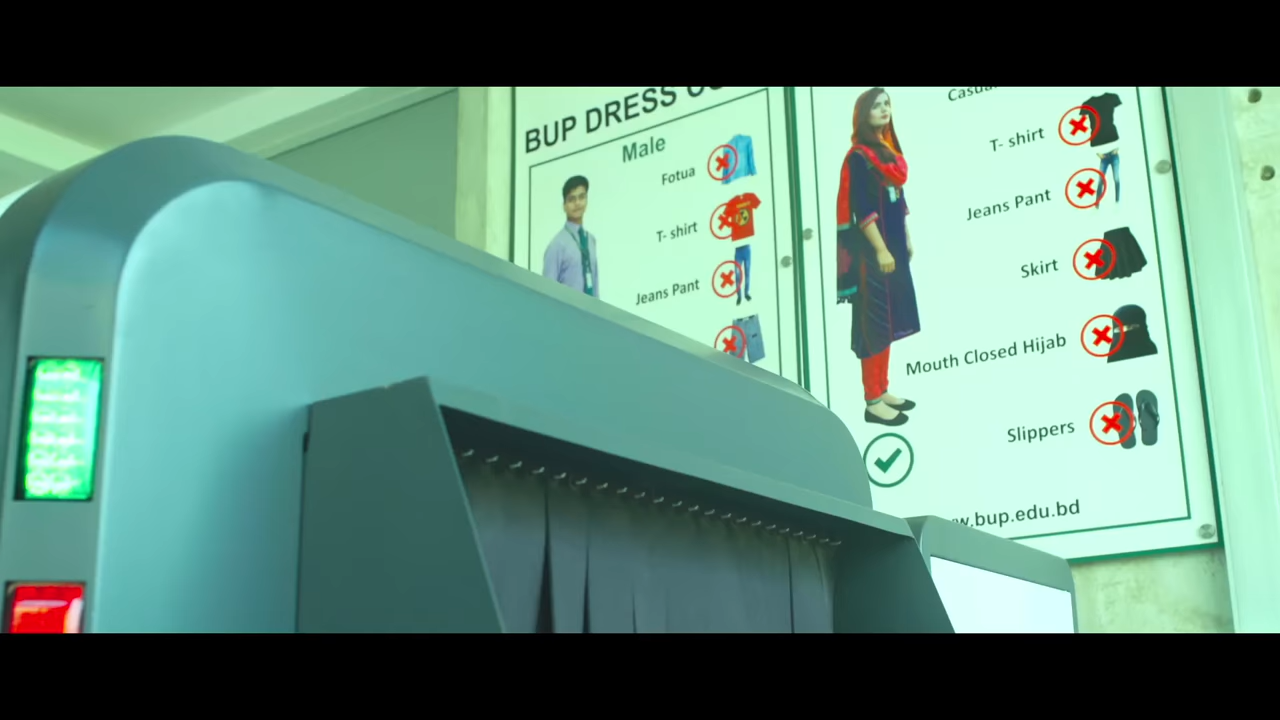 BUP DRESS
Male
Fotua
T- shirt
Jeans Pant
T- shirt
Jeans Pant
Skirt
Mouth Closed Hijab
Slippers
w.bup.edu.bd